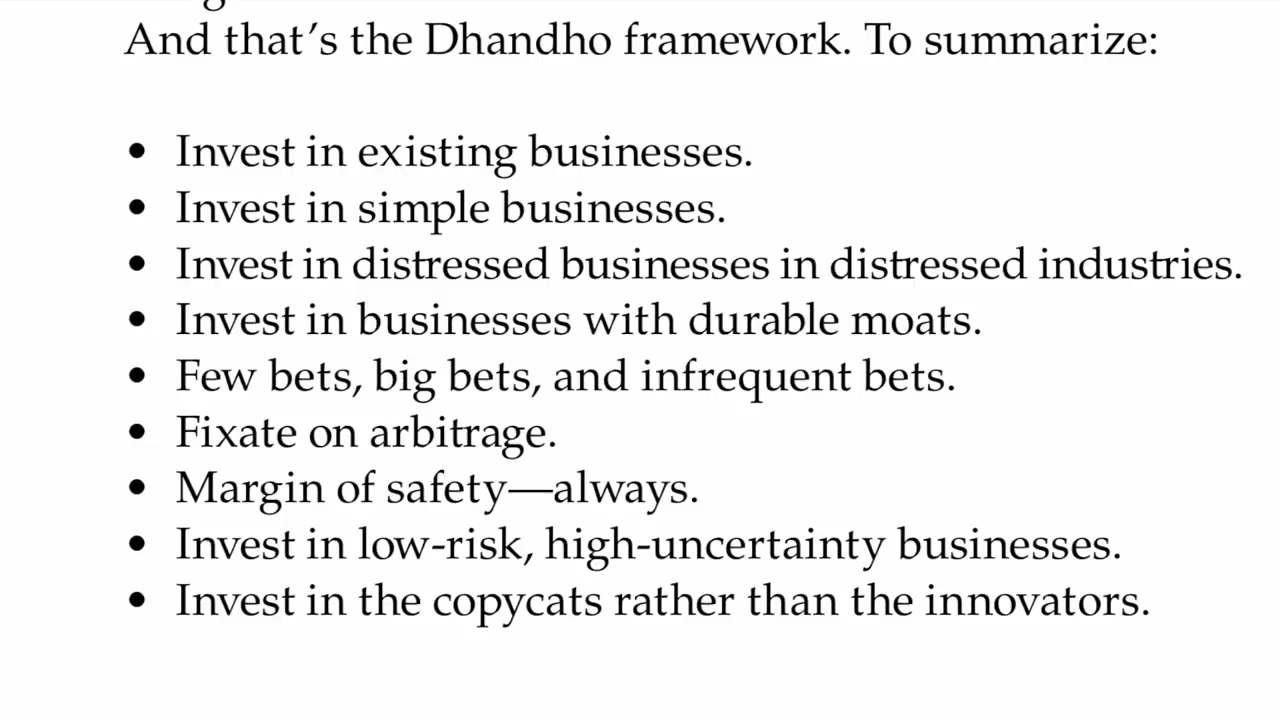 And that's the Dhandho framework. To summarize:
• Invest in existing businesses.
• Invest in simple businesses.
• Invest in distressed businesses in distressed industries.
• Invest in businesses with durable moats.
• Few bets, big bets, and infrequent bets.
• Fixate on arbitrage.
• Margin of safety—always.
• Invest in low-risk, high-uncertainty businesses.
• Invest in the copycats rather than the innovators.